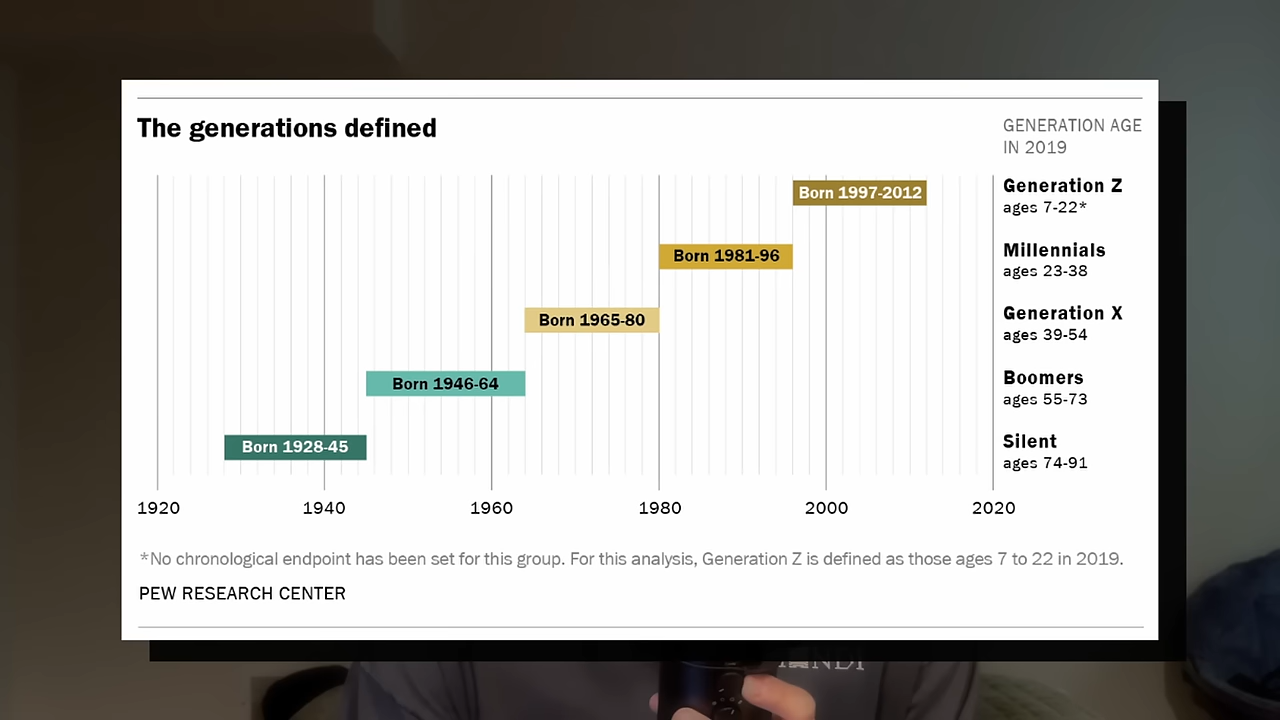 The generations defined
GENERATION AGE
IN 2019
Born 1997-2012
Generation Z
ages 7-22*
Born 1981-96
Millennials
ages 23-38
Born 1965-80
Generation X
ages 39-54
Born 1946-64
Boomers
ages 55-73
Born 1928-45
Silent
ages 74-91
1920 1940 1960 1980 2000 2020
*No chronological endpoint has been set for this group. For this analysis, Generation Z is defined as those ages 7 to 22 in 2019.
PEW RESEARCH CENTER